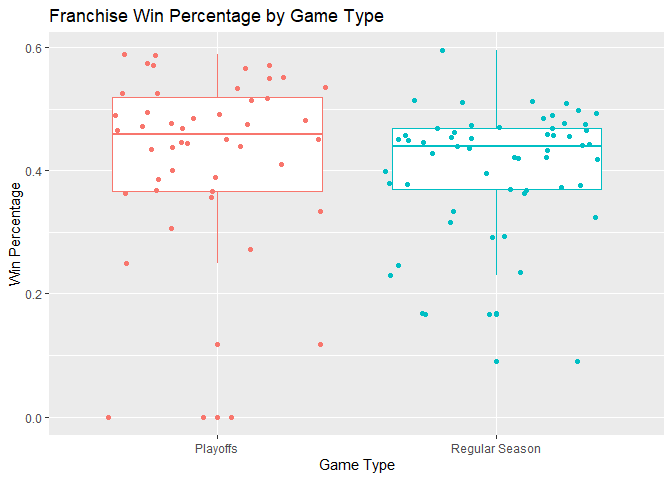 Franchise Win Percentage by Game Type
0.6
0.4
0.2
0.0
Win Percentage
Playoffs
Regular Season
Game Type